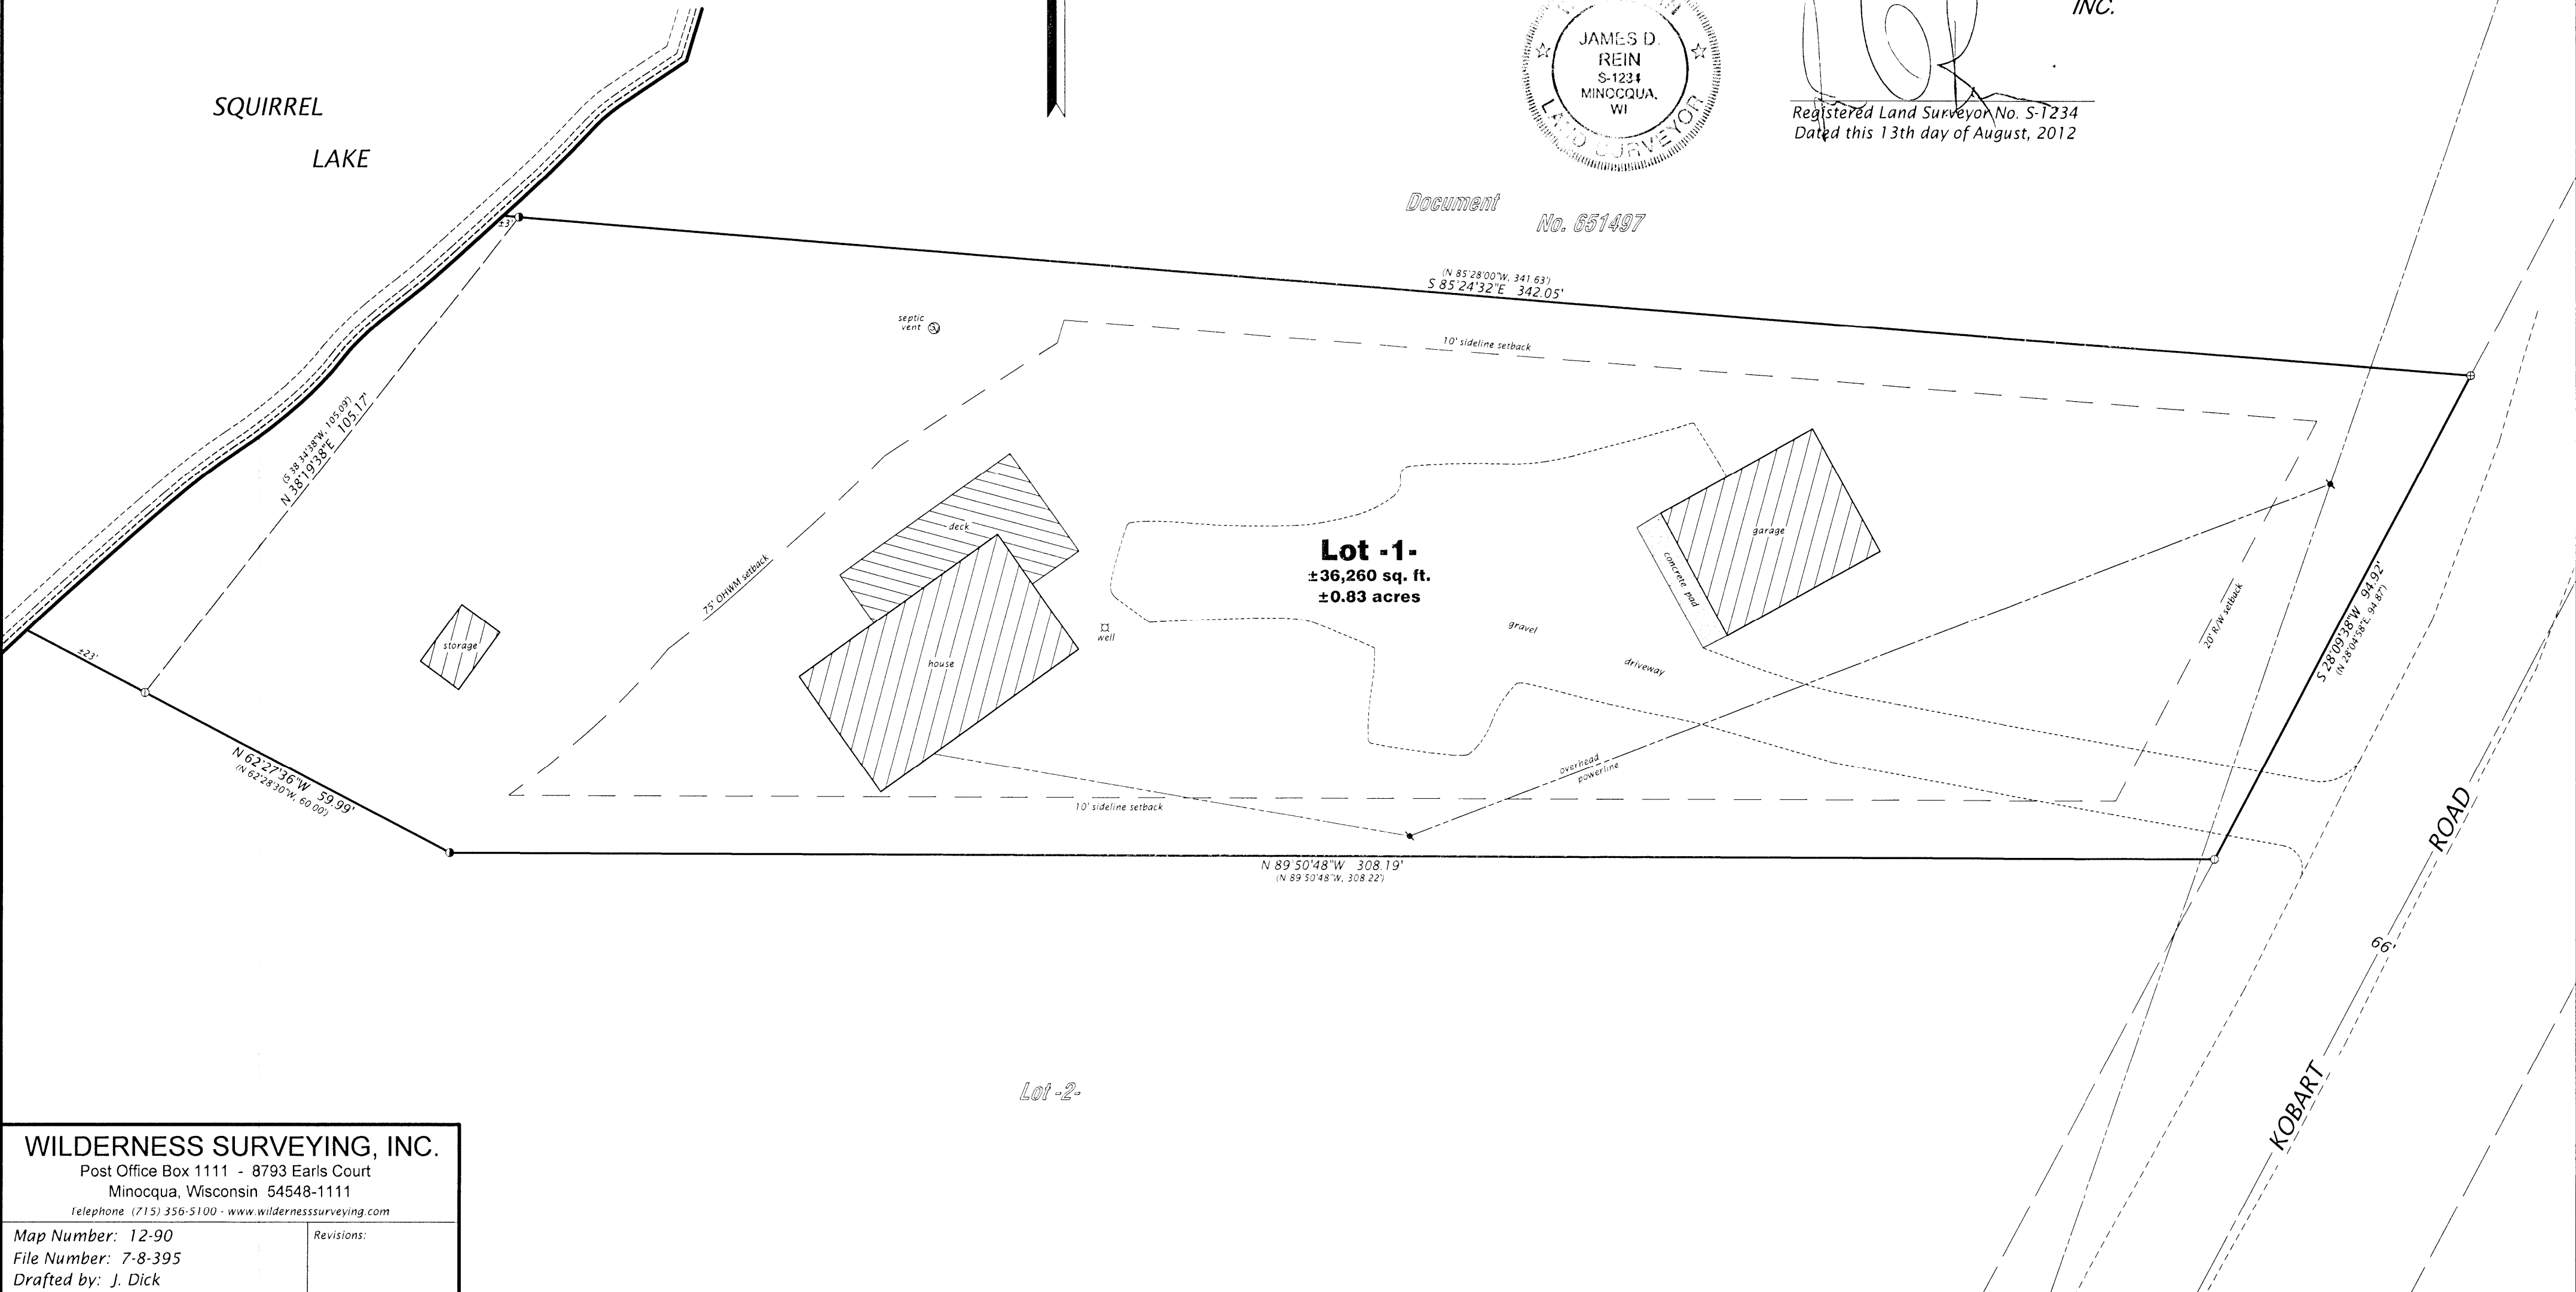 INC.
JAMES D.
REIN
S-1234
MINOCQUA,
WI
LAND SURVEYOR
Registered Land Surveyor No. S-1234
Dated this 13th day of August, 2012
SQUIRREL
LAKE
Document
No. 651497
±3'
(N 85°28'00"W, 341.63')
S 85°24'32"E 342.05'
septic
vent
10' sideline setback
(S 38°34'38"W, 105.09')
N 38°19'38"E 105.17'
75' OHWM setback
deck
garage
concrete pad
Lot -1-
±36,260 sq. ft.
±0.83 acres
storage
house
well
gravel
driveway
20' R/W setback
S 28°09'38"W 94.92'
(N 28°04'58"E, 94.87')
±23'
N 62°27'36"W 59.99'
(N 62°28'30"W, 60.00')
overhead
powerline
10' sideline setback
N 89°50'48"W 308.19'
(N 89°50'48"W, 308.22')
KOBART ROAD
66'
Lot -2-
WILDERNESS SURVEYING, INC.
Post Office Box 1111 - 8793 Earls Court
Minocqua, Wisconsin 54548-1111
Telephone (715) 356-5100 - www.wildernesssurveying.com
Map Number: 12-90
File Number: 7-8-395
Drafted by: J. Dick
Revisions: